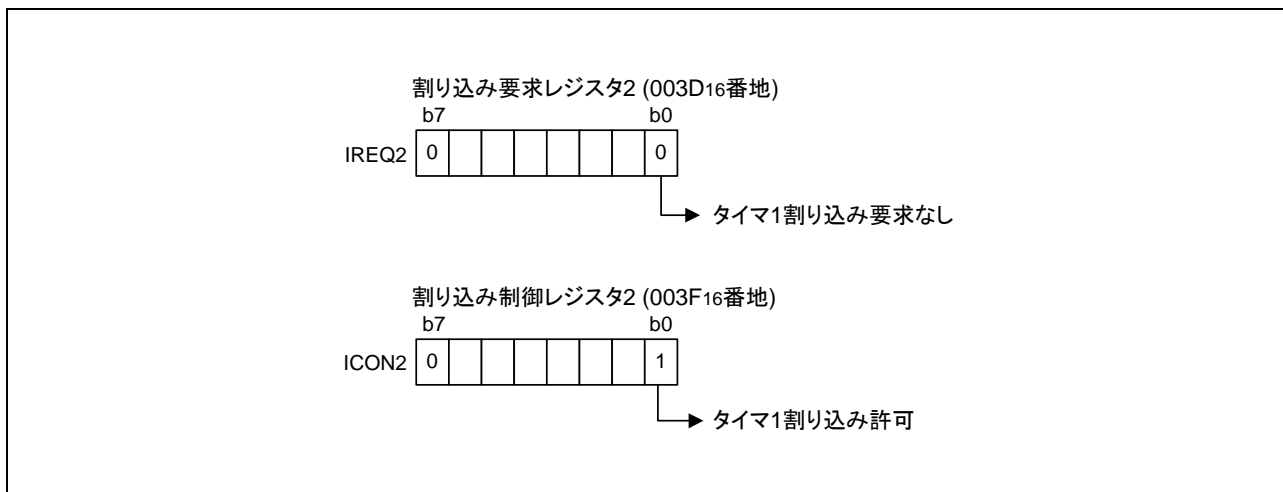 割り込み要求レジスタ2 (003D16番地)
b7 b0
IREQ2 0 0
タイマ1割り込み要求なし
割り込み制御レジスタ2 (003F16番地)
b7 b0
ICON2 0 1
タイマ1割り込み許可